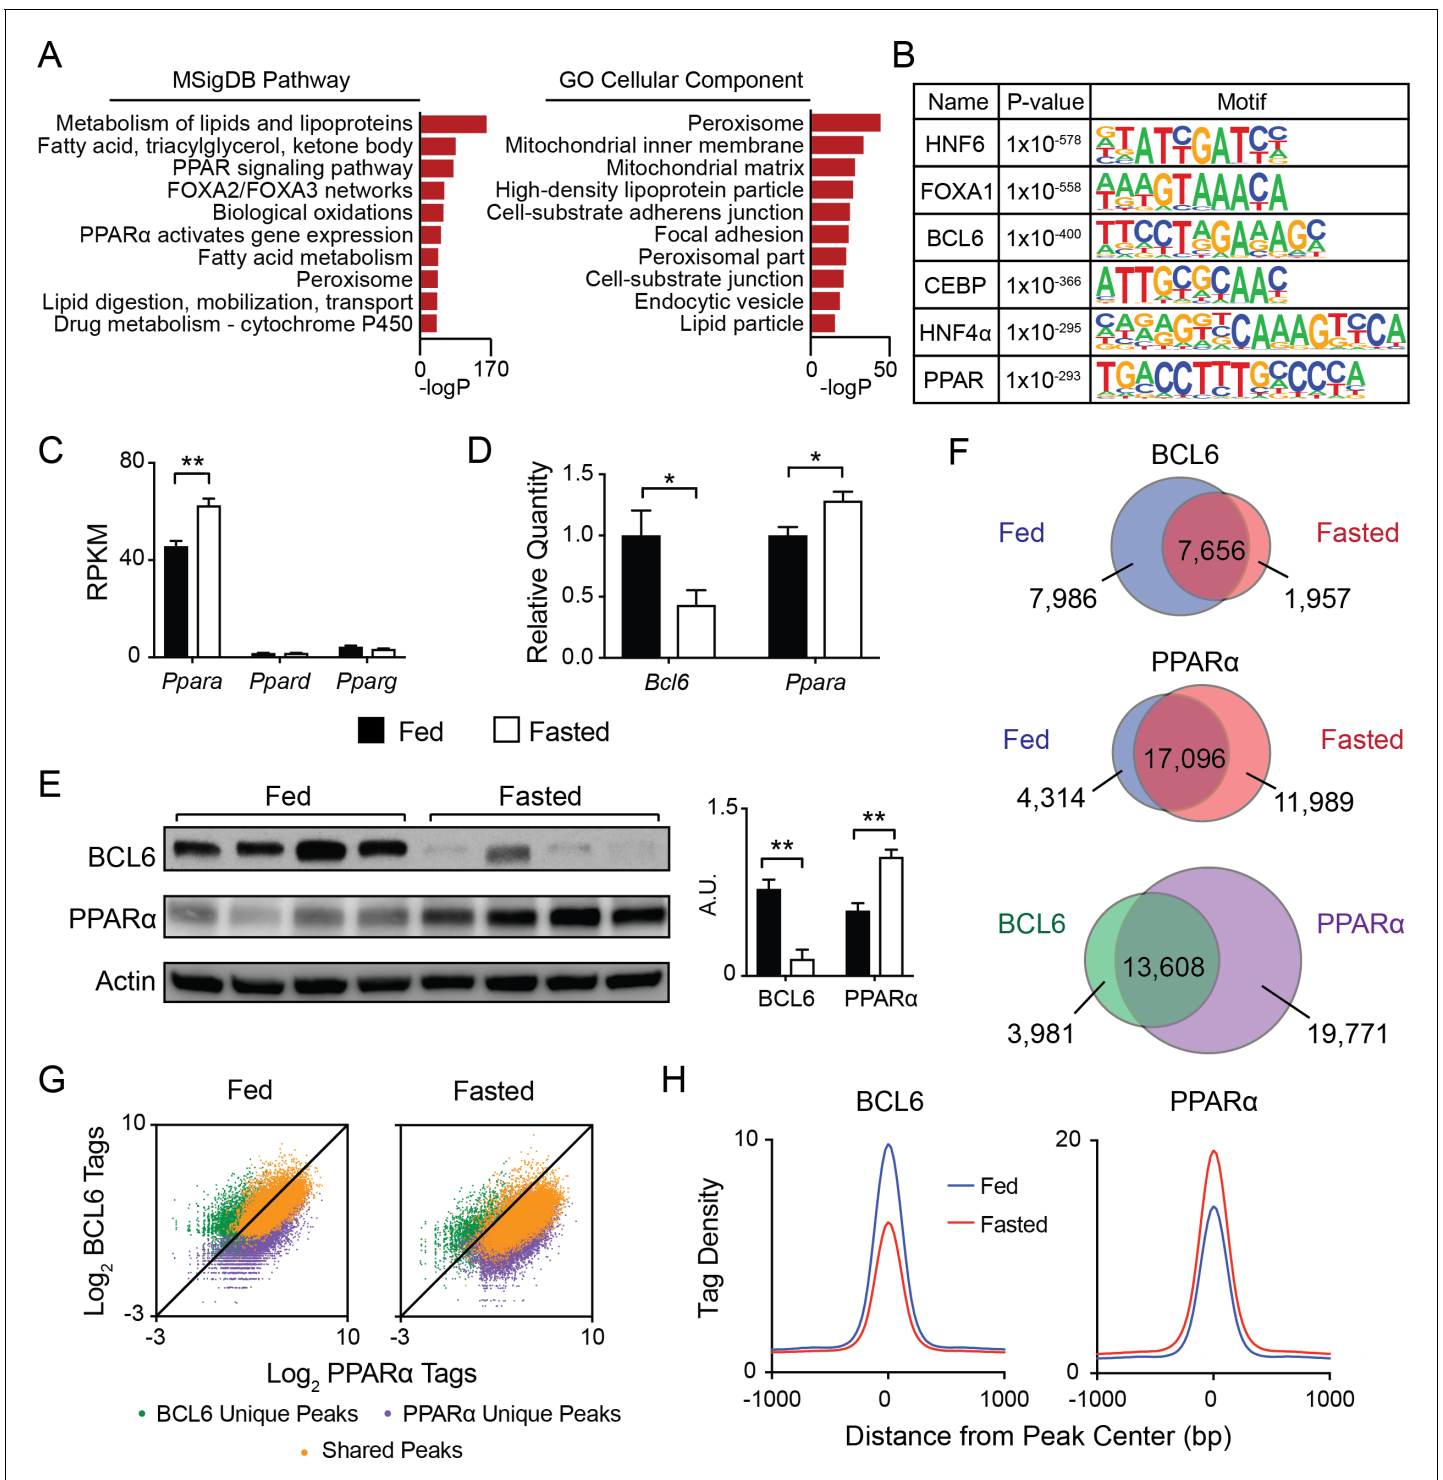 A
MSigDB Pathway
Metabolism of lipids and lipoproteins
Fatty acid, triacylglycerol, ketone body
PPAR signaling pathway
FOXA2/FOXA3 networks
Biological oxidations
PPARα activates gene expression
Fatty acid metabolism
Peroxisome
Lipid digestion, mobilization, transport
Drug metabolism - cytochrome P450
0 170
-logP
GO Cellular Component
Peroxisome
Mitochondrial inner membrane
Mitochondrial matrix
High-density lipoprotein particle
Cell-substrate adherens junction
Focal adhesion
Peroxisomal part
Cell-substrate junction
Endocytic vesicle
Lipid particle
0 50
-logP
B
Name P-value Motif
HNF6 1x10-578
FOXA1 1x10-558
BCL6 1x10-400
CEBP 1x10-366
HNF4α 1x10-295
PPAR 1x10-293
C
RPKM
80
40
0
**
Ppara Ppard Pparg
D
Relative Quantity
1.5
1.0
0.5
0.0
* *
Bcl6 Ppara
Fed Fasted
E
Fed Fasted
BCL6
PPARα
Actin
A.U.
1.5
0
** **
BCL6 PPARα
F
BCL6
Fed Fasted
7,656
7,986 1,957
PPARα
Fed Fasted
17,096
4,314 11,989
BCL6 PPARα
13,608
3,981 19,771
G
Fed Fasted
Log2 BCL6 Tags
10
-3
-3 10 -3 10
Log2 PPARα Tags
BCL6 Unique Peaks PPARα Unique Peaks
Shared Peaks
H
BCL6 PPARα
Tag Density
10
0
20
0
Fed
Fasted
-1000 0 1000 -1000 0 1000
Distance from Peak Center (bp)